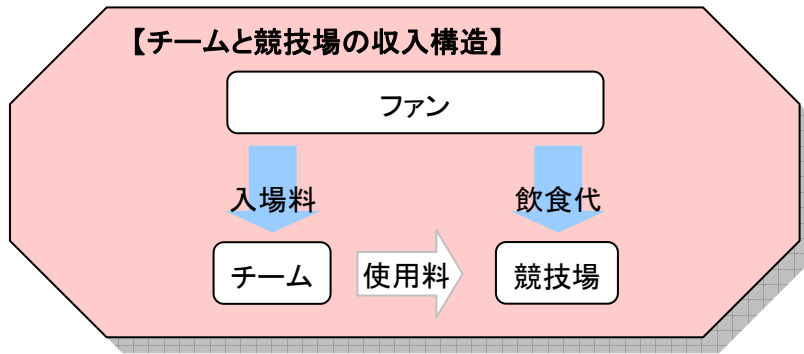 【チームと競技場の収入構造】
ファン
入場料
飲食代
チーム
使用料
競技場